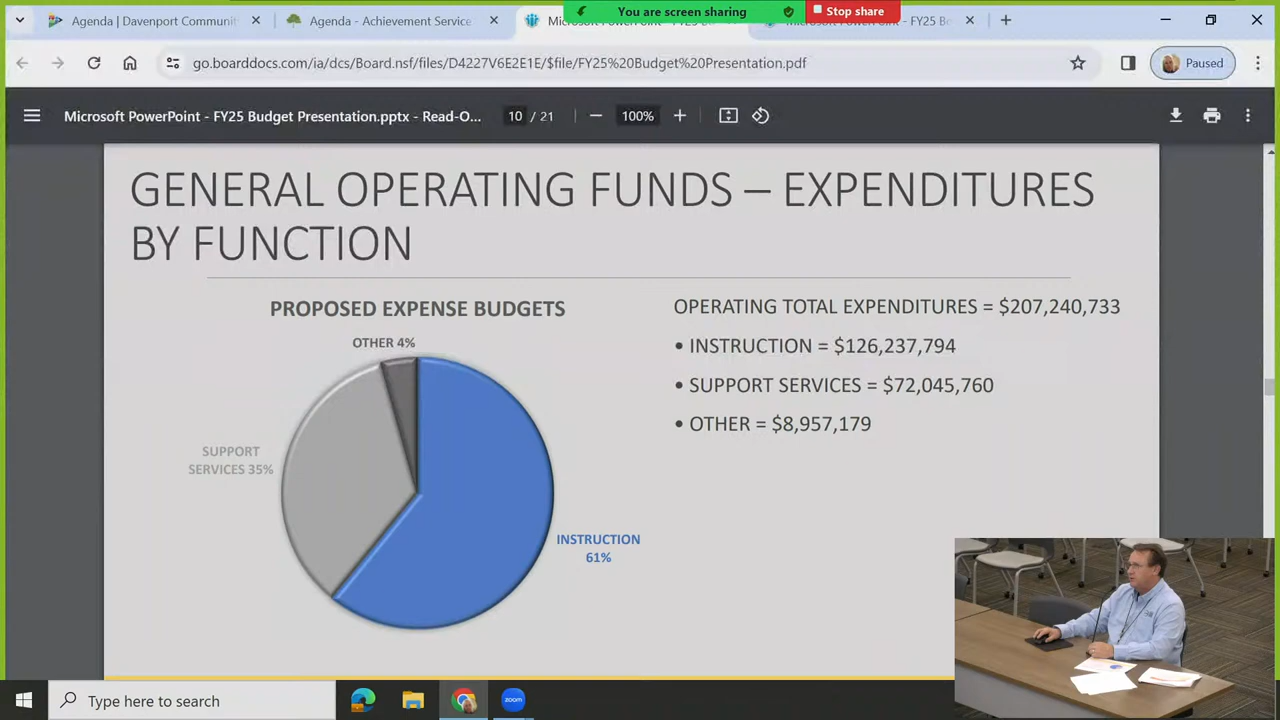 Agenda | Davenport Communit
Agenda - Achievement Service
You are screen sharing
Stop share
go.boarddocs.com/ia/dcs/Board.nsf/files/D4227V6E2E1E/$file/FY25%20Budget%20Presentation.pdf
Paused
Microsoft PowerPoint - FY25 Budget Presentation.pptx - Read-O...
10 / 21
100%
GENERAL OPERATING FUNDS – EXPENDITURES
BY FUNCTION
PROPOSED EXPENSE BUDGETS
OTHER 4%
SUPPORT
SERVICES 35%
INSTRUCTION
61%
OPERATING TOTAL EXPENDITURES = $207,240,733
• INSTRUCTION = $126,237,794
• SUPPORT SERVICES = $72,045,760
• OTHER = $8,957,179
Type here to search
zoom